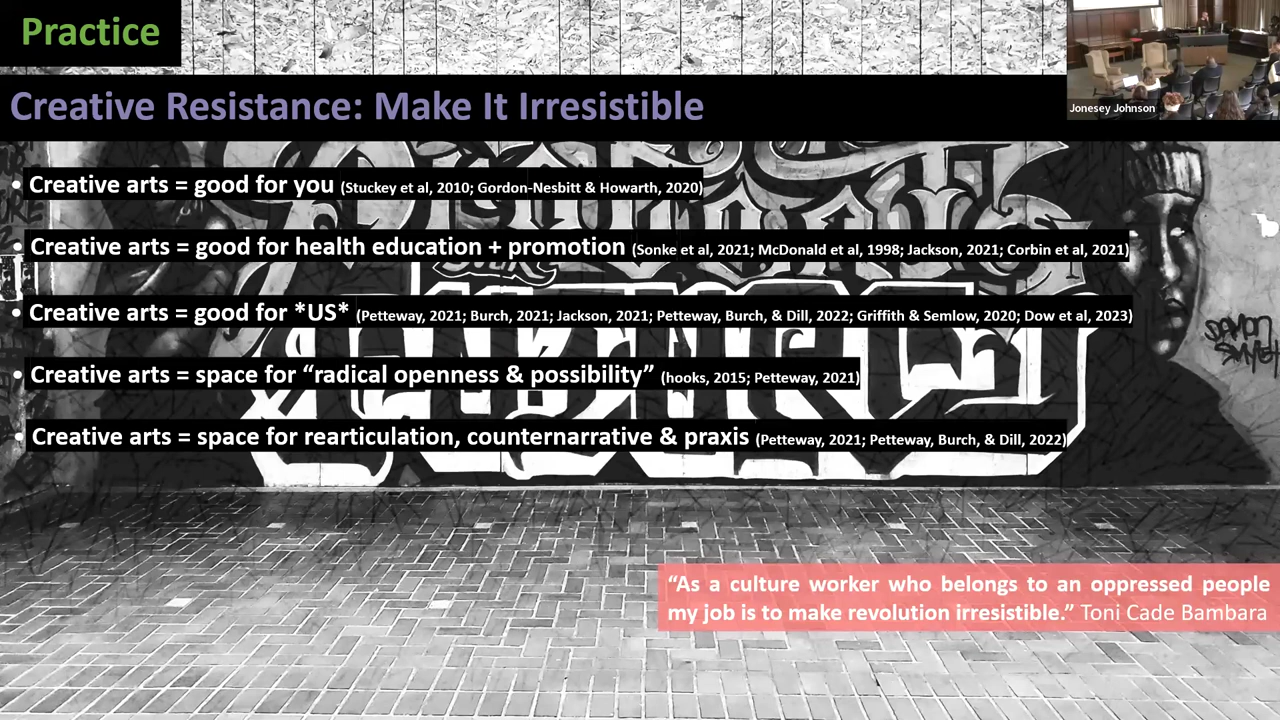 Practice
Jonesey Johnson
Creative Resistance: Make It Irresistible
• Creative arts = good for you (Stuckey et al, 2010; Gordon-Nesbitt & Howarth, 2020)
• Creative arts = good for health education + promotion (Sonke et al, 2021; McDonald et al, 1998; Jackson, 2021; Corbin et al, 2021)
• Creative arts = good for *US* (Petteway, 2021; Burch, 2021; Jackson, 2021; Petteway, Burch, & Dill, 2022; Griffith & Semlow, 2020; Dow et al, 2023)
• Creative arts = space for “radical openness & possibility” (hooks, 2015; Petteway, 2021)
• Creative arts = space for rearticulation, counternarrative & praxis (Petteway, 2021; Petteway, Burch, & Dill, 2022)
“As a culture worker who belongs to an oppressed people
my job is to make revolution irresistible.” Toni Cade Bambara